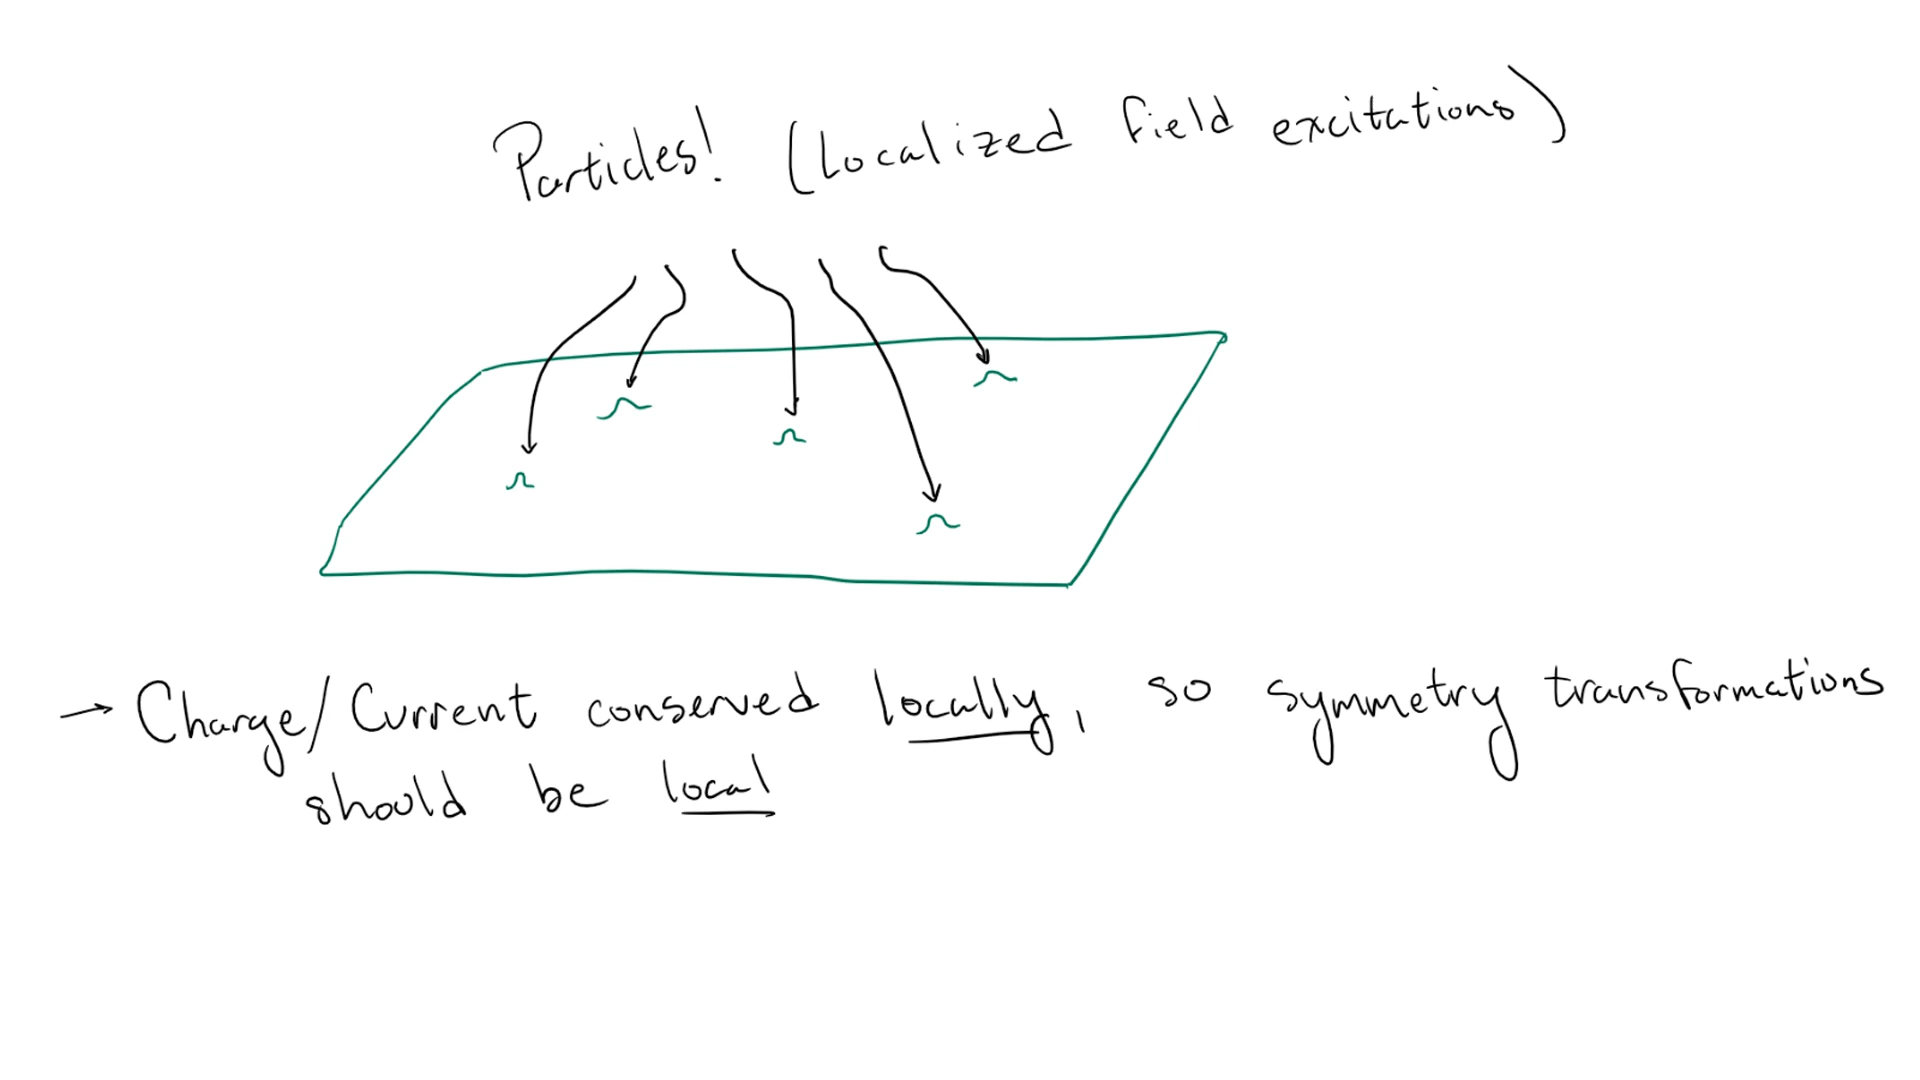 Particles! (Localized field excitations)
→ Charge/Current conserved locally, so symmetry transformations
should be local